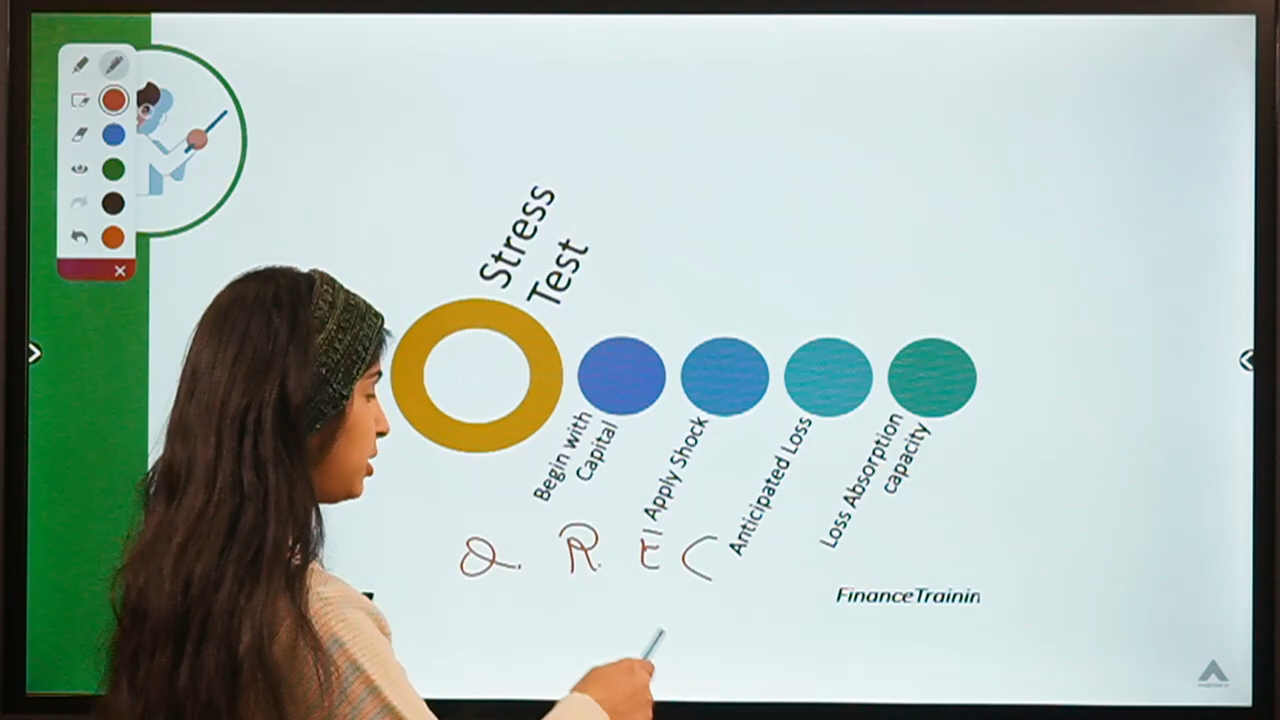 Stress
Test
Begin with
Capital
Apply Shock
Anticipated Loss
Loss Absorption
capacity
R
FinanceTrainin